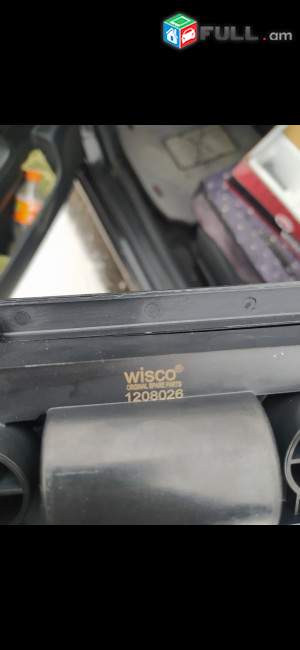 FULL.am
wisco®
ORIGINAL SPARE PARTS
1208026